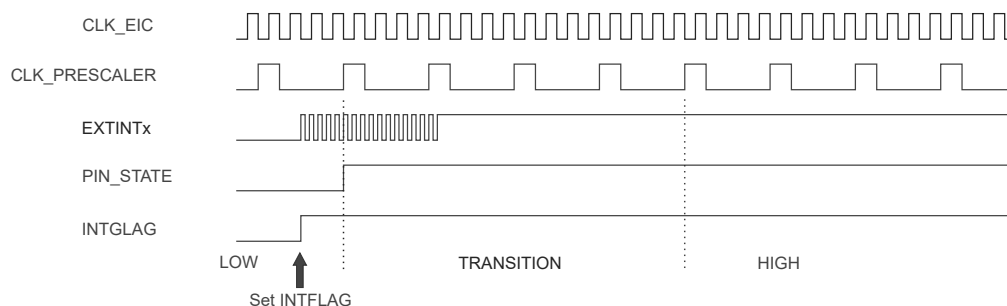 CLK_EIC
CLK_PRESCALER
EXTINTx
PIN_STATE
INTGLAG
LOW TRANSITION HIGH
Set INTFLAG